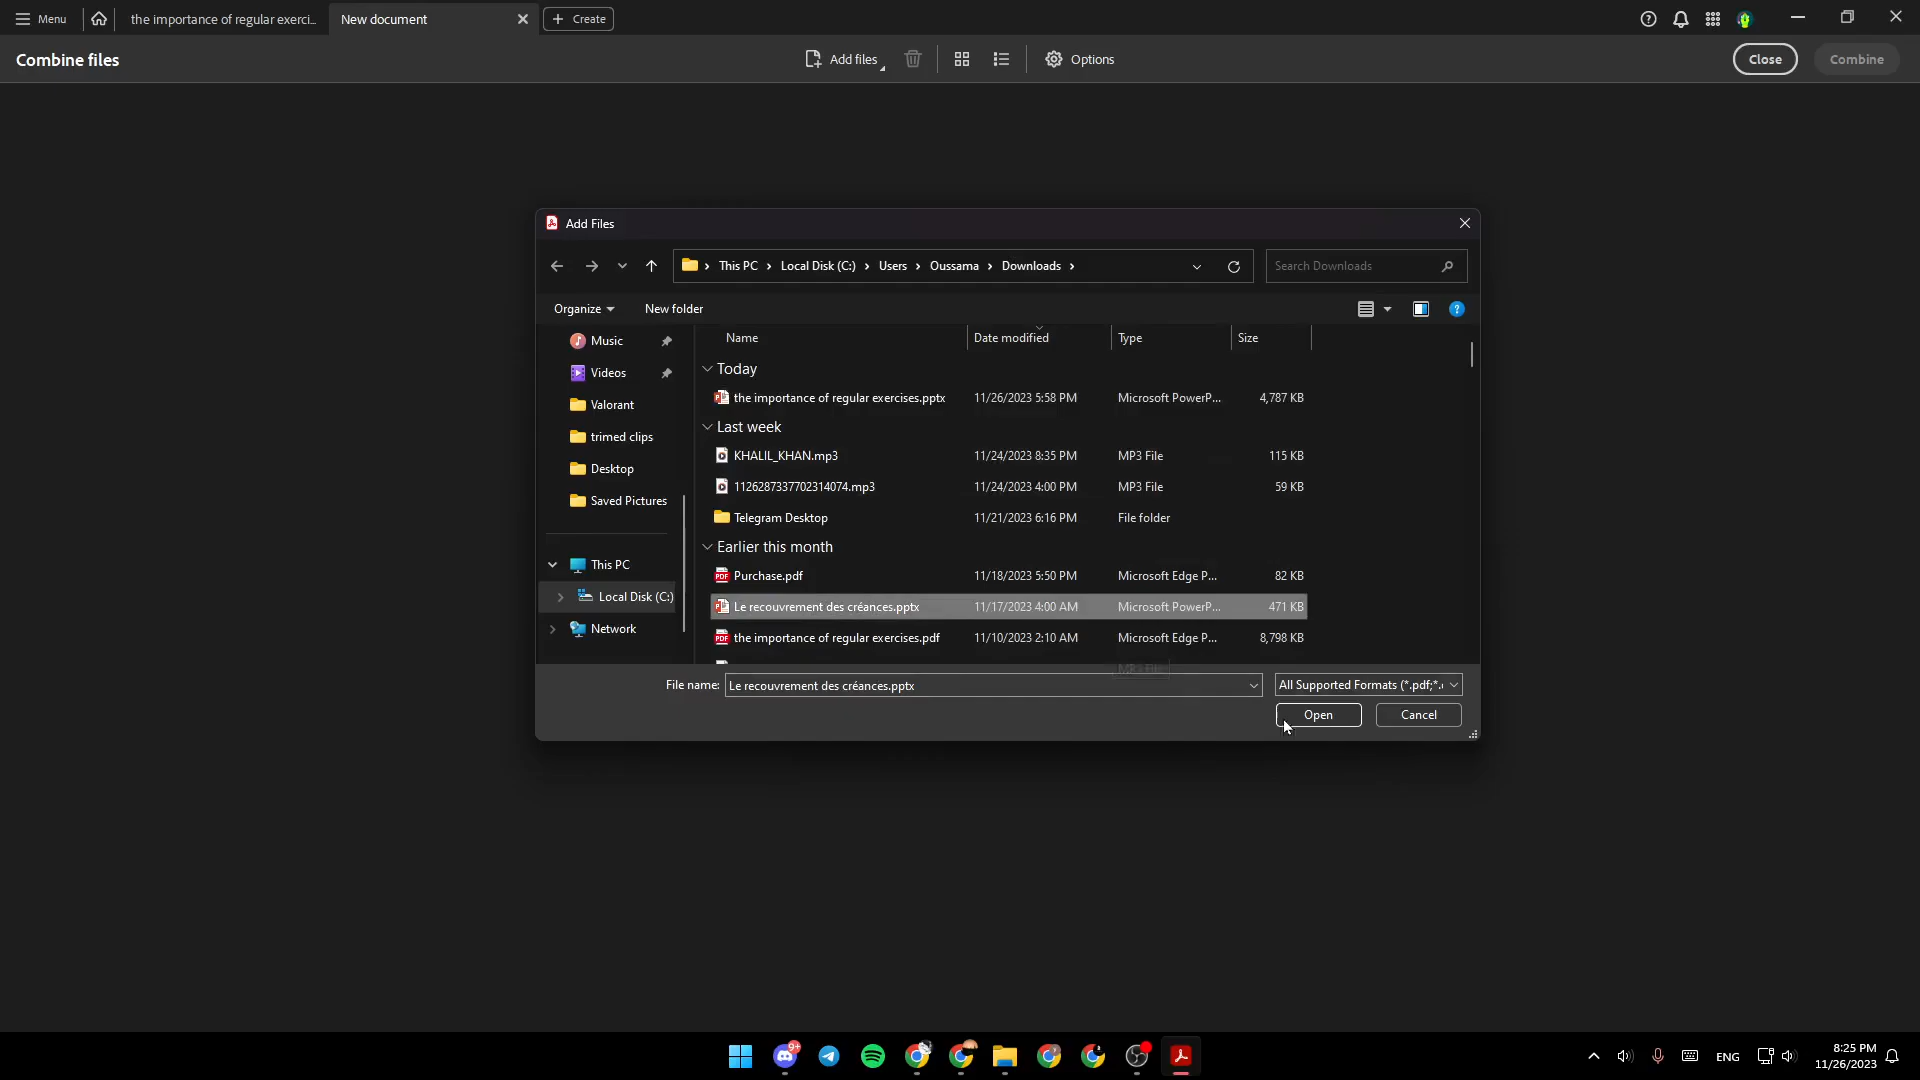 Menu
the importance of regular exerci...
New document
Create
Combine files
Add files
Options
Close
Combine
Add Files
This PC
Local Disk (C:)
Users
Oussama
Downloads
Search Downloads
Organize
New folder
Music
Videos
Valorant
trimed clips
Desktop
Saved Pictures
This PC
Local Disk (C:)
Network
Name Date modified Type Size
Today
the importance of regular exercises.pptx 11/26/2023 5:58 PM Microsoft PowerP... 4,787 KB
Last week
KHALIL_KHAN.mp3 11/24/2023 8:35 PM MP3 File 115 KB
1126287337702314074.mp3 11/24/2023 4:00 PM MP3 File 59 KB
Telegram Desktop 11/21/2023 6:16 PM File folder
Earlier this month
Purchase.pdf 11/18/2023 5:50 PM Microsoft Edge P... 82 KB
Le recouvrement des créances.pptx 11/17/2023 4:00 AM Microsoft PowerP... 471 KB
the importance of regular exercises.pdf 11/10/2023 2:10 AM Microsoft Edge P... 8,798 KB
File name: Le recouvrement des créances.pptx
All Supported Formats (*.pdf;*.
Open
Cancel
9+
ENG
8:25 PM
11/26/2023